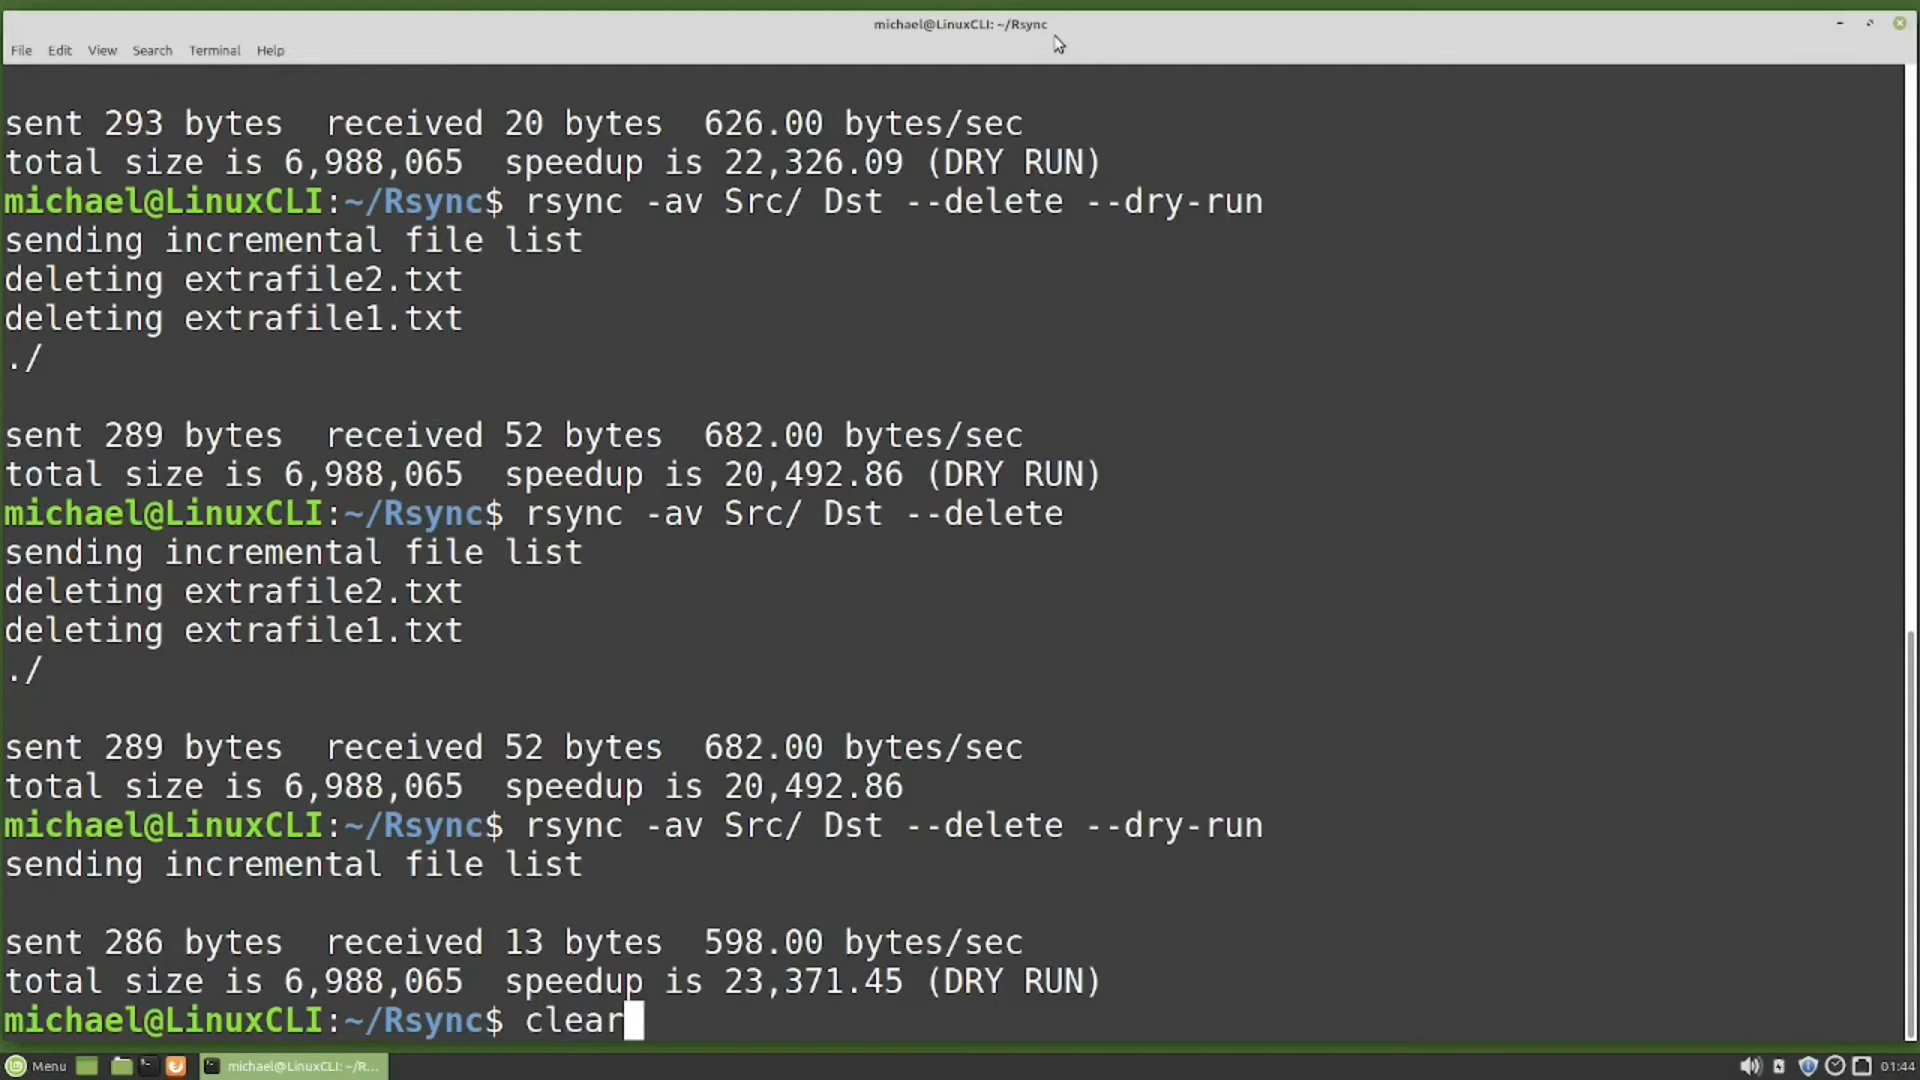 michael@LinuxCLI: ~/Rsync
File Edit View Search Terminal Help
sent 293 bytes  received 20 bytes  626.00 bytes/sec
total size is 6,988,065  speedup is 22,326.09 (DRY RUN)
michael@LinuxCLI:~/Rsync$ rsync -av Src/ Dst --delete --dry-run
sending incremental file list
deleting extrafile2.txt
deleting extrafile1.txt
./
sent 289 bytes  received 52 bytes  682.00 bytes/sec
total size is 6,988,065  speedup is 20,492.86 (DRY RUN)
michael@LinuxCLI:~/Rsync$ rsync -av Src/ Dst --delete
sending incremental file list
deleting extrafile2.txt
deleting extrafile1.txt
./
sent 289 bytes  received 52 bytes  682.00 bytes/sec
total size is 6,988,065  speedup is 20,492.86
michael@LinuxCLI:~/Rsync$ rsync -av Src/ Dst --delete --dry-run
sending incremental file list
sent 286 bytes  received 13 bytes  598.00 bytes/sec
total size is 6,988,065  speedup is 23,371.45 (DRY RUN)
michael@LinuxCLI:~/Rsync$ clear
Menu michael@LinuxCLI: ~/R... 01:44